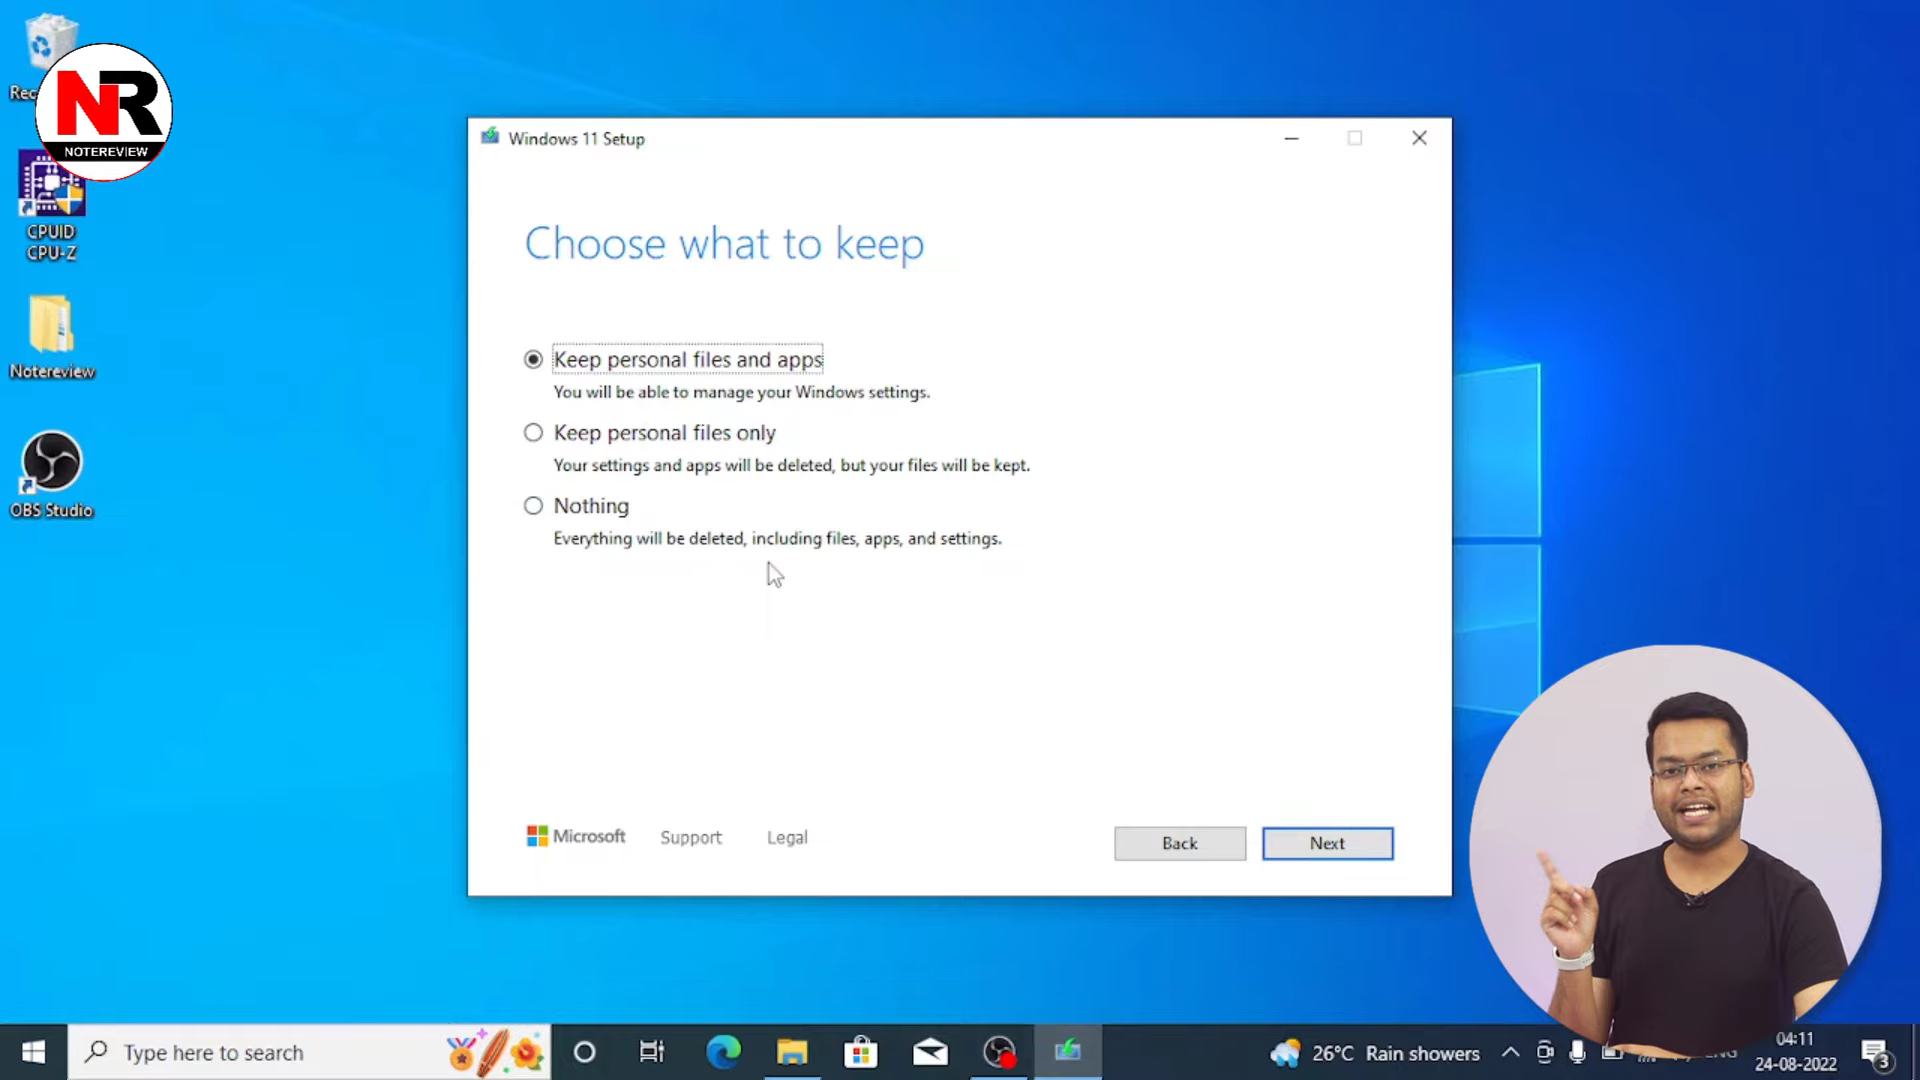 Rec
NR
NOTEREVIEW
CPUID
CPU-Z
Notereview
OBS Studio
Windows 11 Setup
Choose what to keep
Keep personal files and apps
You will be able to manage your Windows settings.
Keep personal files only
Your settings and apps will be deleted, but your files will be kept.
Nothing
Everything will be deleted, including files, apps, and settings.
Microsoft
Support
Legal
Back
Next
Type here to search
26°C Rain showers
04:11
24-08-2022
3